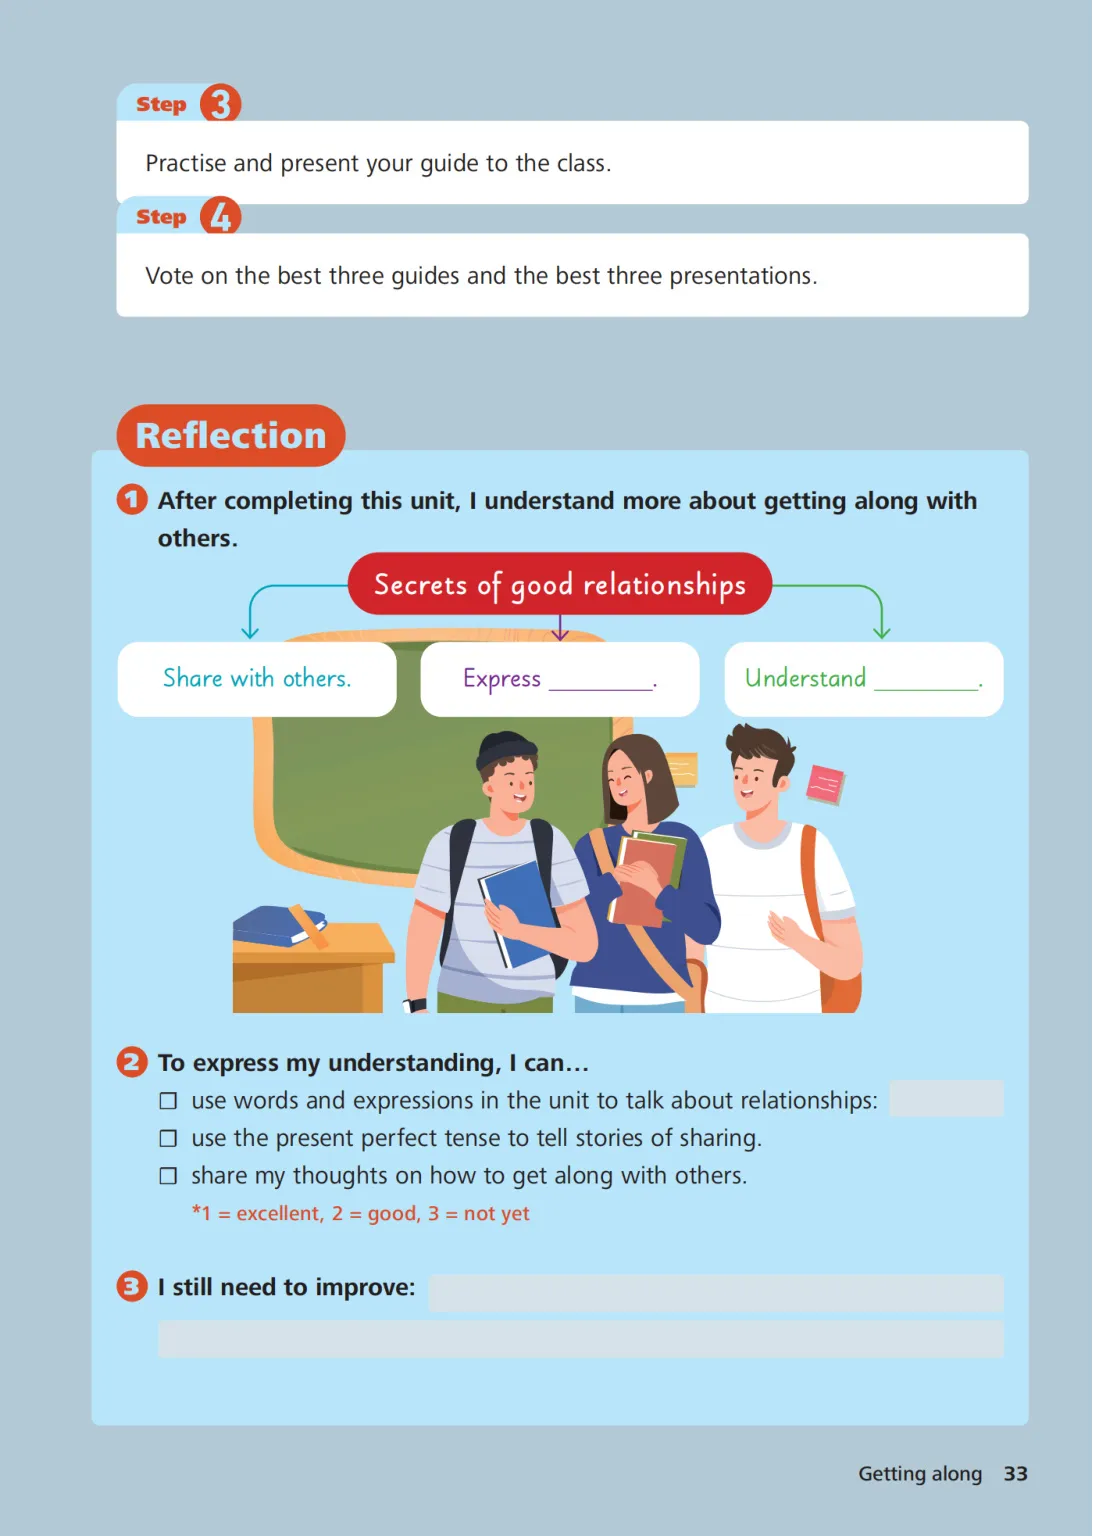 Step 3
Practise and present your guide to the class.
Step 4
Vote on the best three guides and the best three presentations.
Reflection
1 After completing this unit, I understand more about getting along with
others.
Secrets of good relationships
Share with others.
Express ________.
Understand ________.
2 To express my understanding, I can...
☐ use words and expressions in the unit to talk about relationships:
☐ use the present perfect tense to tell stories of sharing.
☐ share my thoughts on how to get along with others.
*1 = excellent, 2 = good, 3 = not yet
3 I still need to improve:
Getting along 33